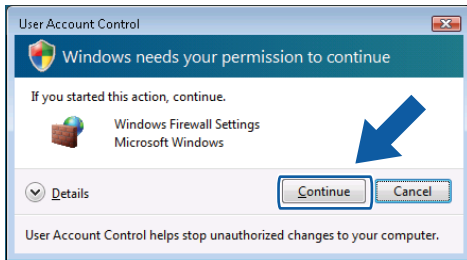 User Account Control
Windows needs your permission to continue
If you started this action, continue.
Windows Firewall Settings
Microsoft Windows
Details
Continue
Cancel
User Account Control helps stop unauthorized changes to your computer.